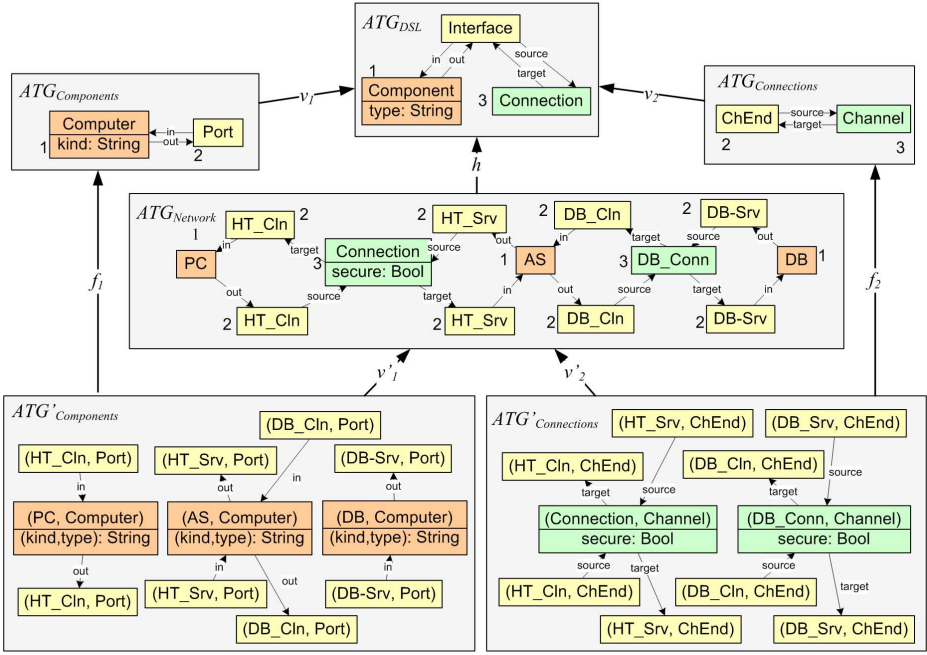 ATG_DSL
Interface
in
out
source
target
1
Component
type: String
3
Connection
ATG_Components
Computer
kind: String
1
in
out
Port
2
v_1
v_2
ATG_Connections
ChEnd
source
target
Channel
2
3
h
ATG_Network
1
HT_Cln
2
in
PC
target
Connection
secure: Bool
3
out
HT_Cln
2
source
2
HT_Srv
source
out
target
2
HT_Srv
in
1
AS
2
DB_Cln
in
target
out
2
DB_Cln
source
3
DB_Conn
2
DB-Srv
source
out
DB
1
target
in
2
DB-Srv
f_1
f_2
v'_1
v'_2
ATG'_Components
(HT_Cln, Port)
in
(PC, Computer)
(kind,type): String
out
(HT_Cln, Port)
(DB_Cln, Port)
(HT_Srv, Port)
out
in
(AS, Computer)
(kind,type): String
in
out
(HT_Srv, Port)
(DB_Cln, Port)
(DB-Srv, Port)
out
(DB, Computer)
(kind,type): String
in
(DB-Srv, Port)
ATG'_Connections
(HT_Srv, ChEnd)
(HT_Cln, ChEnd)
target
source
(Connection, Channel)
secure: Bool
source
target
(HT_Cln, ChEnd)
(HT_Srv, ChEnd)
(DB_Srv, ChEnd)
(DB_Cln, ChEnd)
target
source
(DB_Conn, Channel)
secure: Bool
source
target
(DB_Cln, ChEnd)
(DB_Srv, ChEnd)